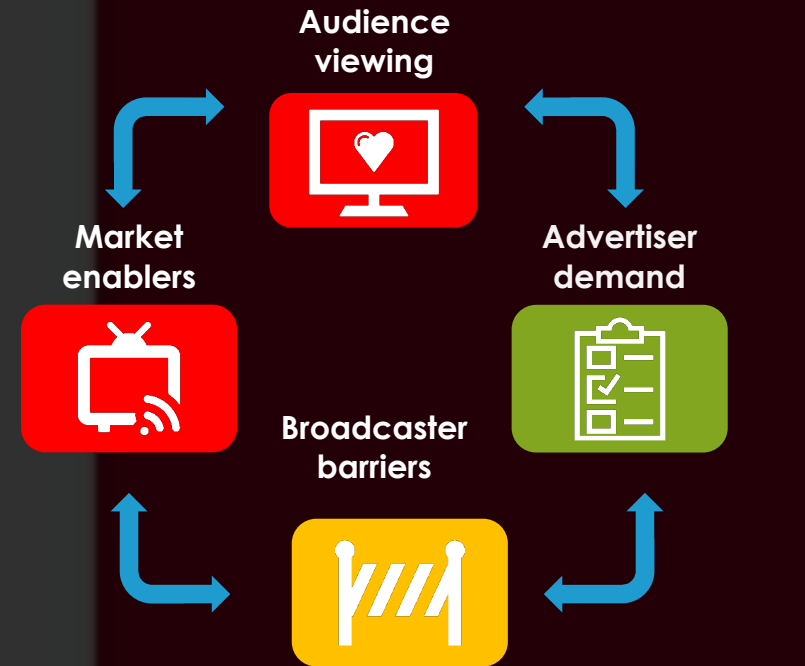 Audience
viewing
Market
enablers
Advertiser
demand
Broadcaster
barriers